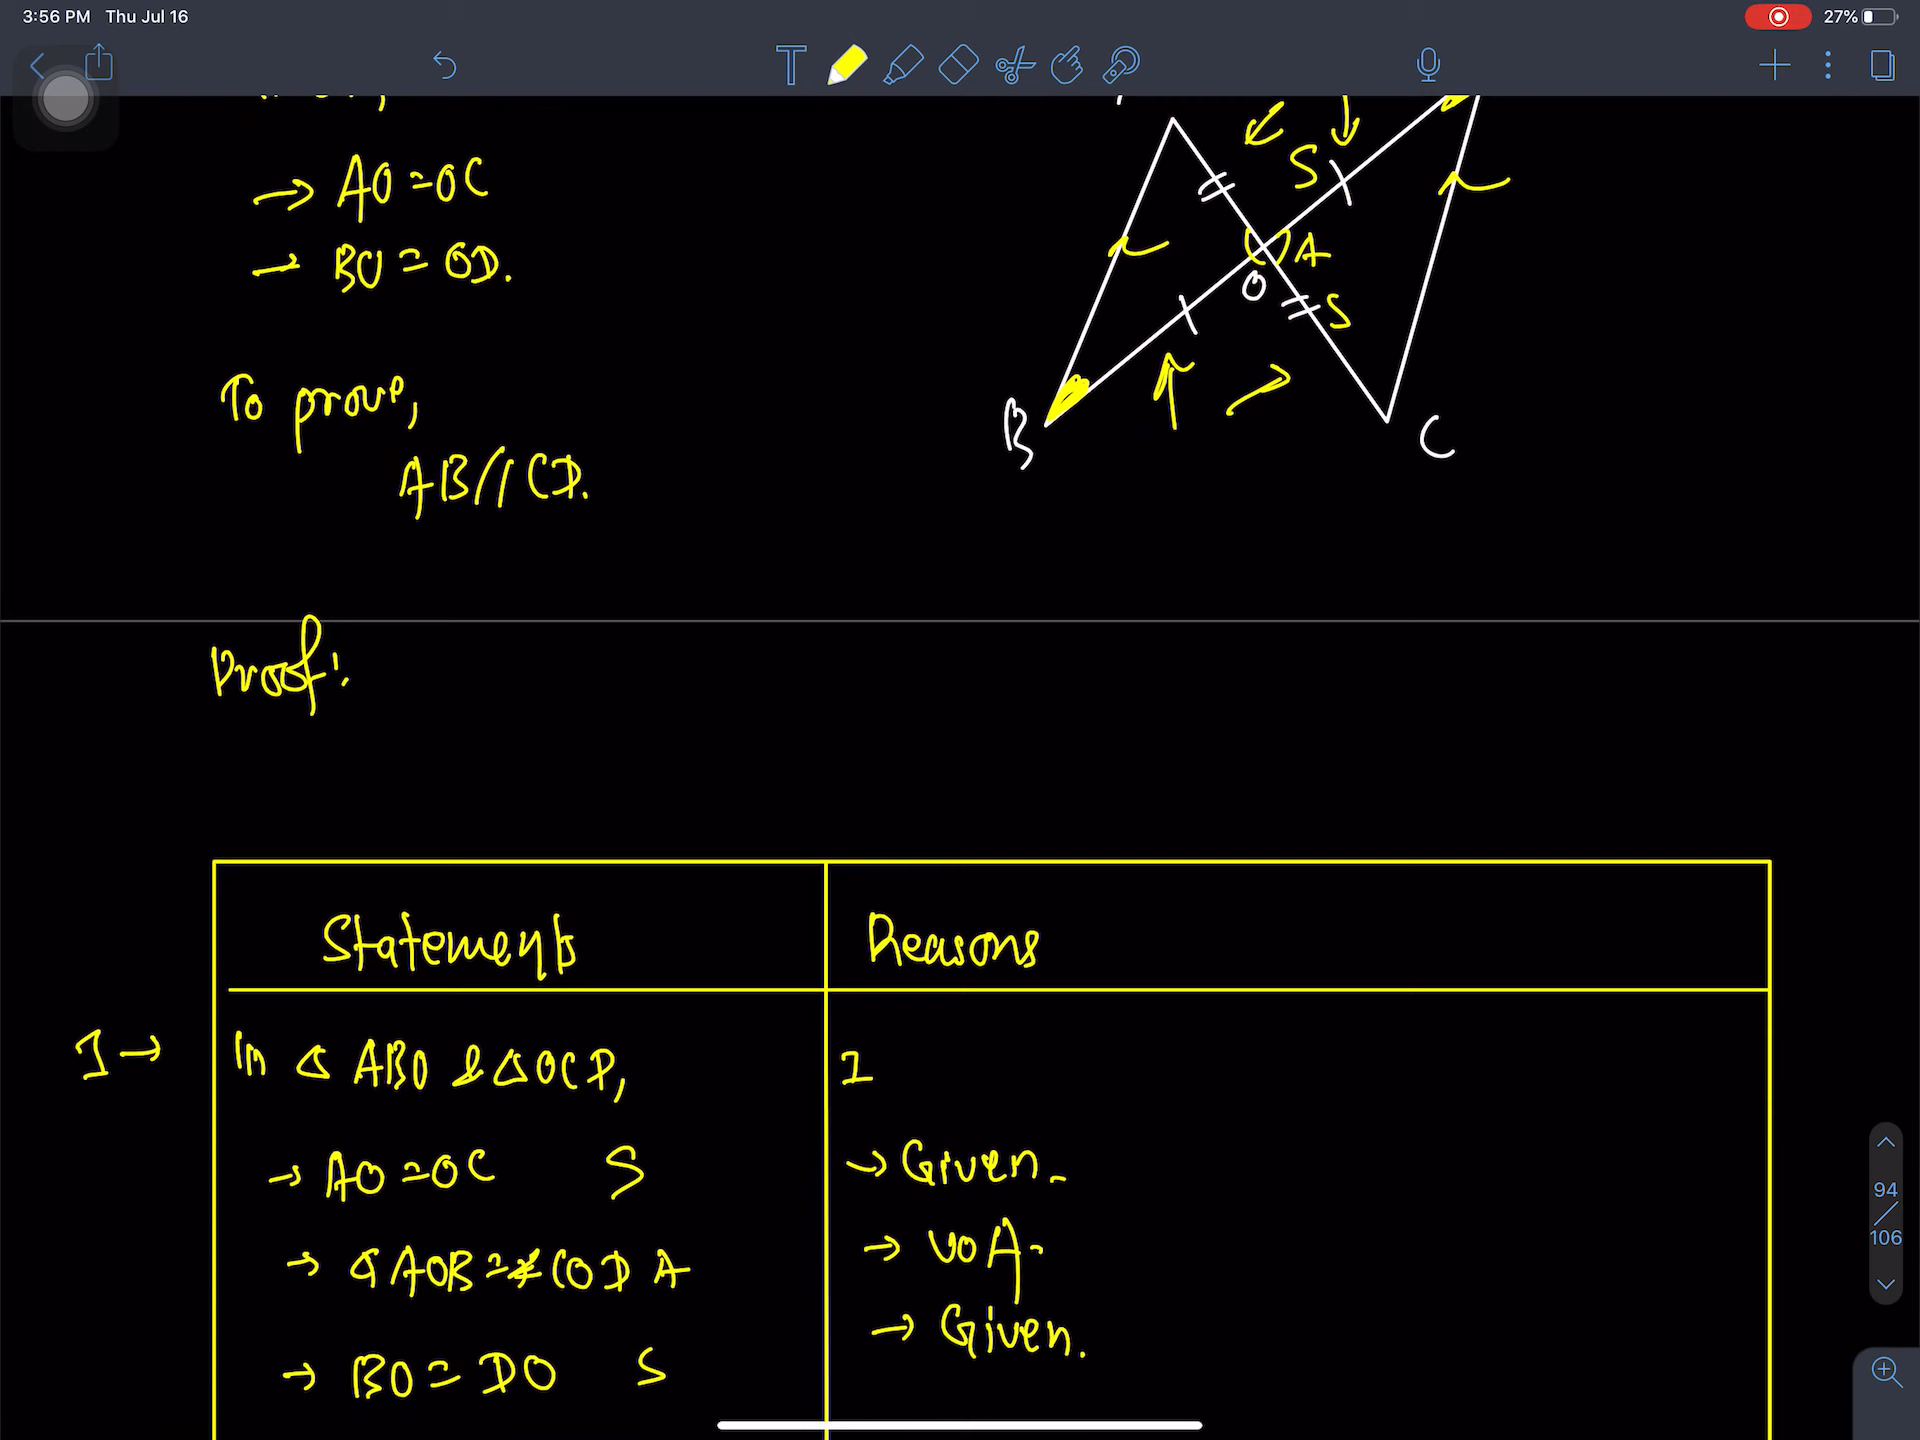 3:56 PM Thu Jul 16
27%
→ AO = OC
→ BO = OD.
To prove,
AB // CD.
S
A
O
S
B
C
Proof:
Statements
Reasons
I →
In △ ABO & △ OCD,
I
→ AO = OC S
→ Given.
→ ∢ AOB = ∢ COD A
→ VOA.
→ BO = DO S
→ Given.
94
106